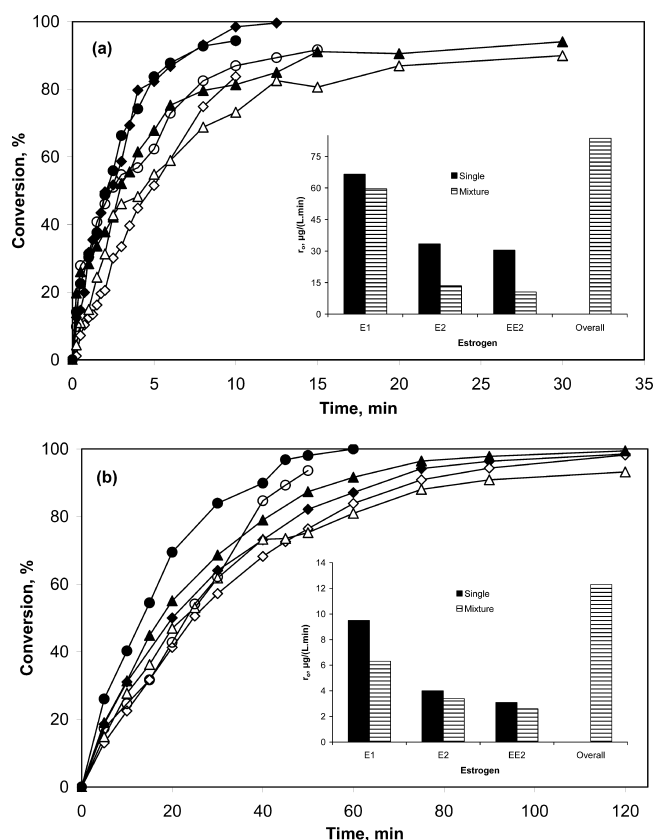 100
(a)
80
60
40
20
0
Conversion, %
0 5 10 15 20 25 30 35
Time, min
75
60
45
30
15
0
r₀, µg/(L.min)
Single
Mixture
E1 E2 EE2 Overall
Estrogen
100
(b)
80
60
40
20
0
Conversion, %
0 20 40 60 80 100 120
Time, min
14
12
10
8
6
4
2
0
r₀, µg/(L.min)
Single
Mixture
E1 E2 EE2 Overall
Estrogen